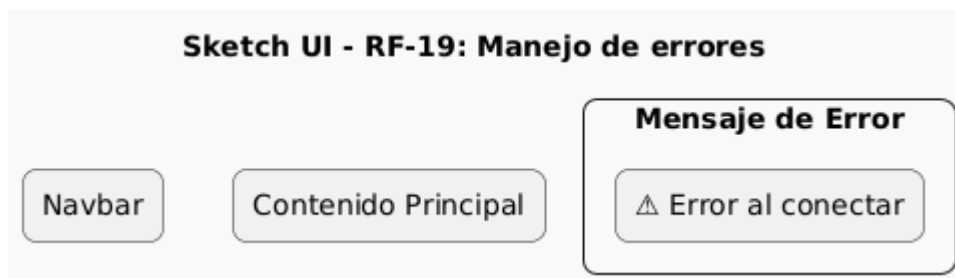 Sketch UI - RF-19: Manejo de errores
Mensaje de Error
Navbar
Contenido Principal
⚠ Error al conectar